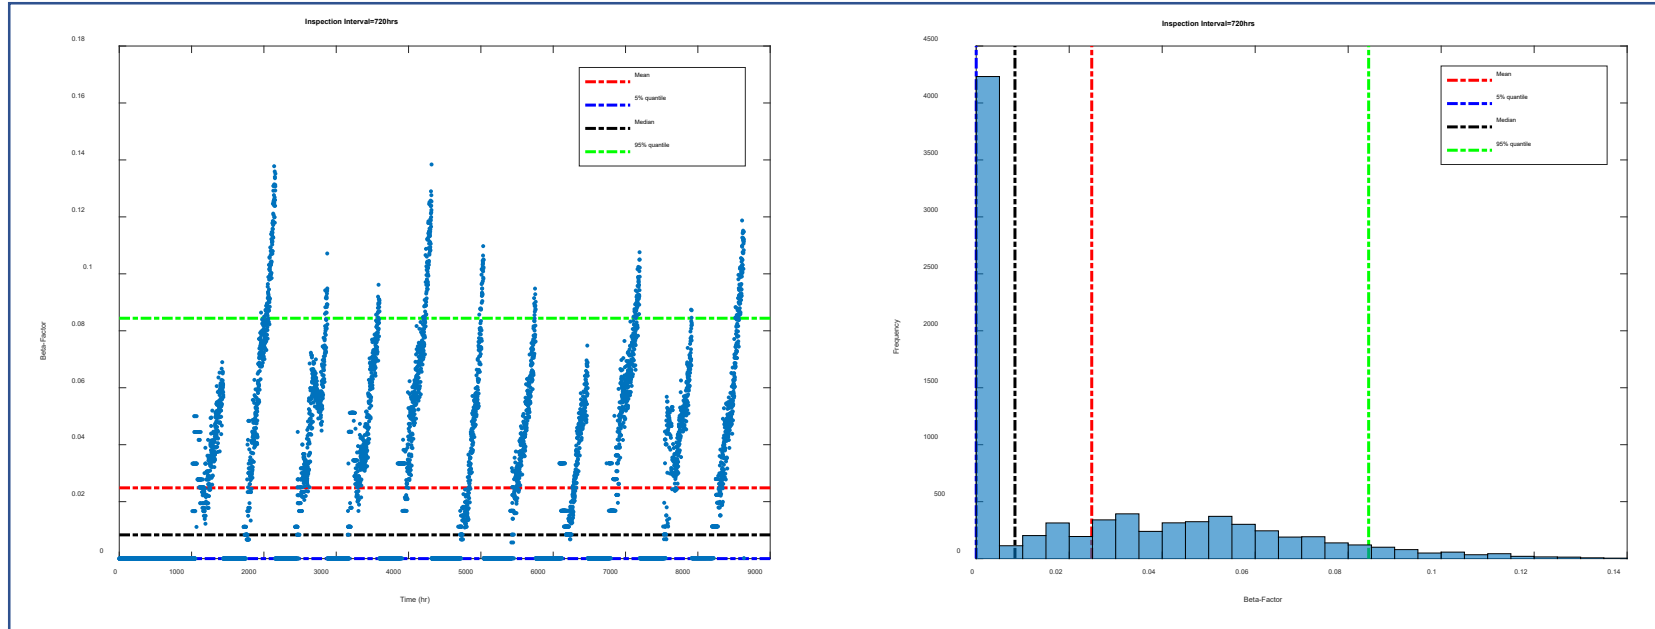 Inspection Interval=720hrs
0.18
0.16
0.14
0.12
0.1
0.08
0.06
0.04
0.02
0
Beta-Factor
Mean
5% quantile
Median
95% quantile
0 1000 2000 3000 4000 5000 6000 7000 8000 9000
Time (hr)
Inspection Interval=720hrs
4500
4000
3500
3000
2500
2000
1500
1000
500
0
Frequency
Mean
5% quantile
Median
95% quantile
0 0.02 0.04 0.06 0.08 0.1 0.12 0.14
Beta-Factor